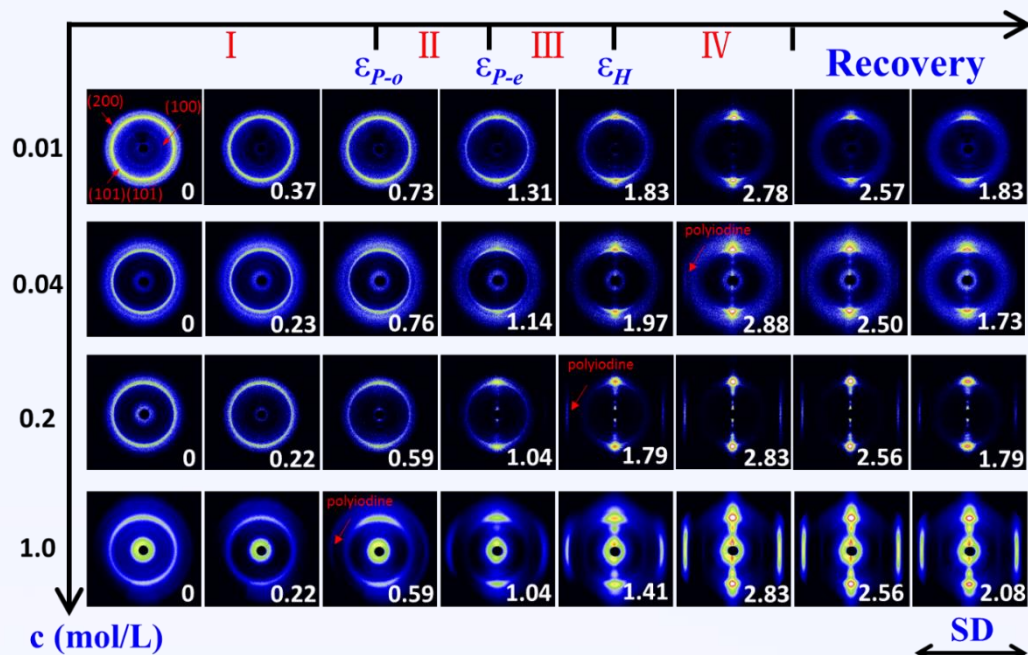 I II III IV
ε_P-o ε_P-e ε_H Recovery
0.01
(200) (100)
(101)(101)
0 0.37 0.73 1.31 1.83 2.78 2.57 1.83
0.04
polyiodine
0 0.23 0.76 1.14 1.97 2.88 2.50 1.73
0.2
polyiodine
0 0.22 0.59 1.04 1.79 2.83 2.56 1.79
1.0
polyiodine
0 0.22 0.59 1.04 1.41 2.83 2.56 2.08
c (mol/L) SD